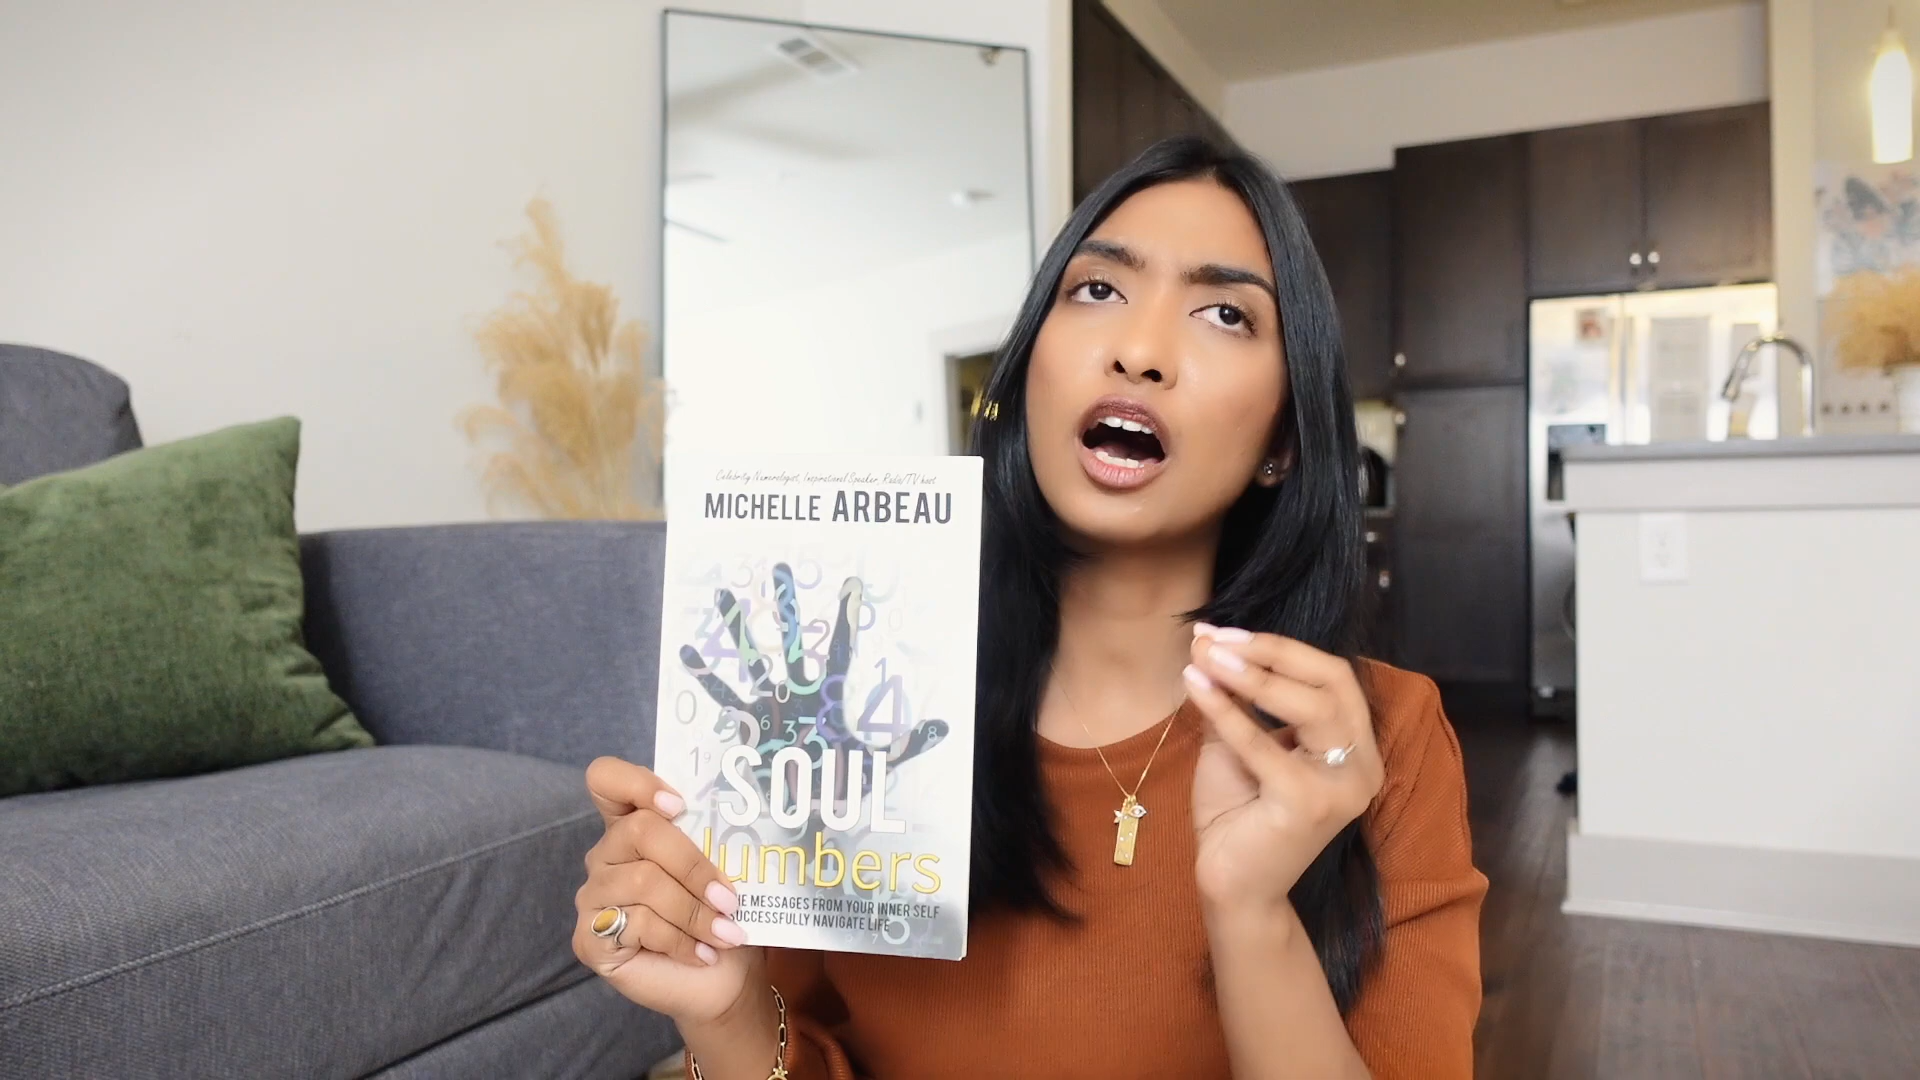 Celebrity Numerologist, Inspirational Speaker, Radio/TV host
MICHELLE ARBEAU
SOUL
umbers
HE MESSAGES FROM YOUR INNER SELF
SUCCESSFULLY NAVIGATE LIFE